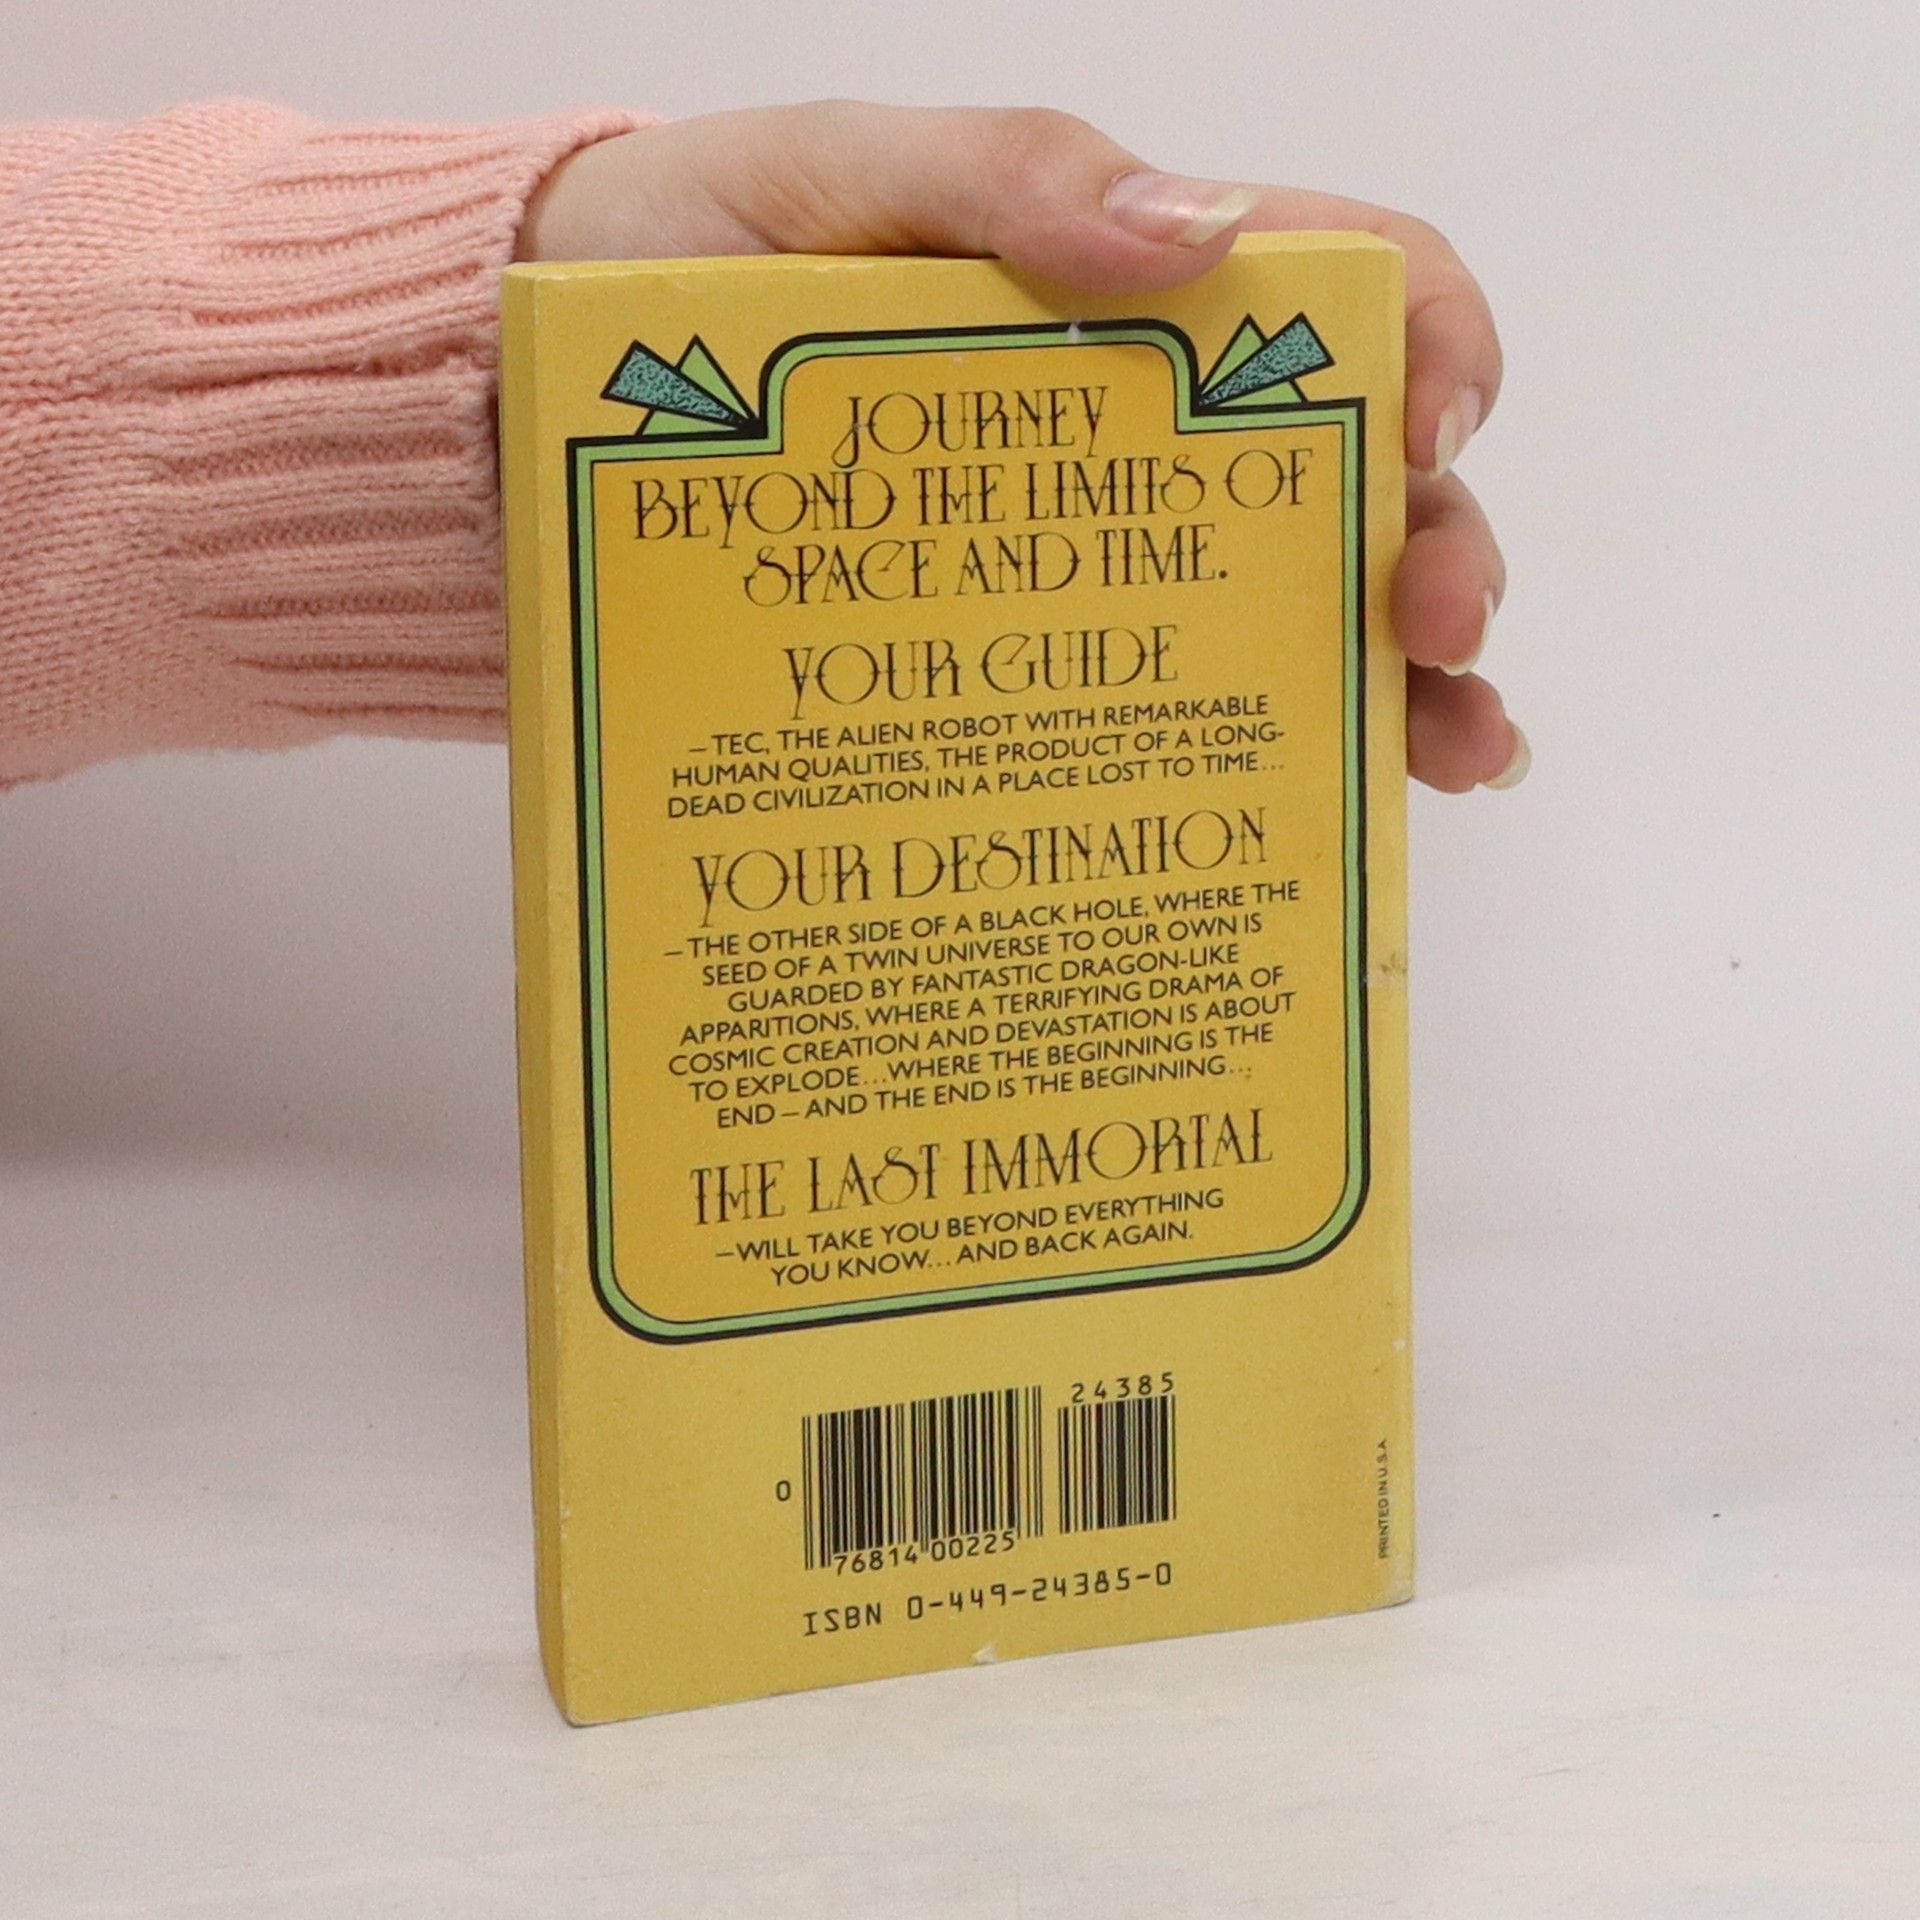 JOURNEY
BEYOND THE LIMITS OF
SPACE AND TIME.
YOUR GUIDE
– TEC, THE ALIEN ROBOT WITH REMARKABLE
HUMAN QUALITIES, THE PRODUCT OF A LONG-
DEAD CIVILIZATION IN A PLACE LOST TO TIME...
YOUR DESTINATION
– THE OTHER SIDE OF A BLACK HOLE, WHERE THE
SEED OF A TWIN UNIVERSE TO OUR OWN IS
GUARDED BY FANTASTIC DRAGON-LIKE
APPARITIONS, WHERE A TERRIFYING DRAMA OF
COSMIC CREATION AND DEVASTATION IS ABOUT
TO EXPLODE...WHERE THE BEGINNING IS THE
END – AND THE END IS THE BEGINNING...
THE LAST IMMORTAL
–WILL TAKE YOU BEYOND EVERYTHING
YOU KNOW...AND BACK AGAIN.
24385
0
76814 00225
ISBN 0-449-24385-0
PRINTED IN U.S.A.